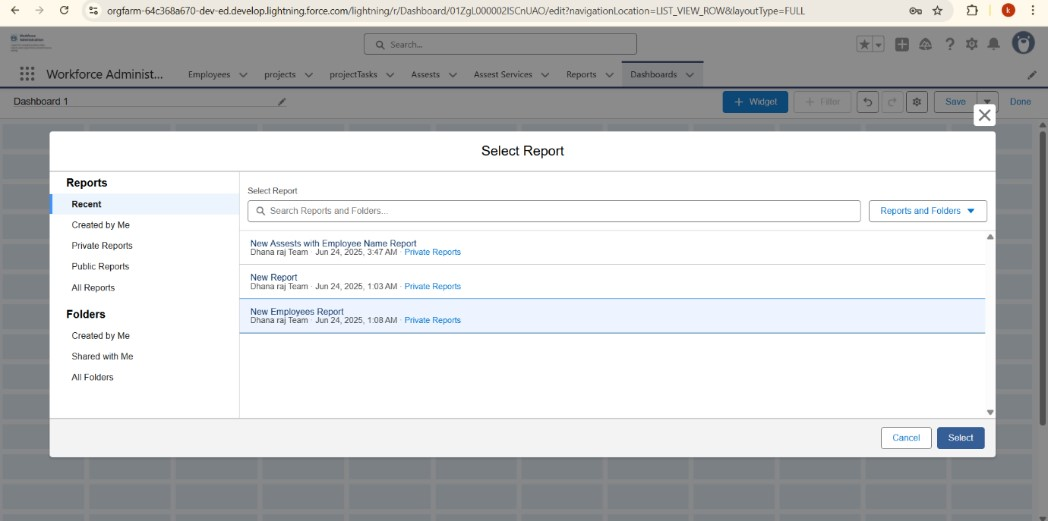 orgfarm-64c368a670-dev-ed.develop.lightning.force.com/lightning/r/Dashboard/01ZgL000002ISCnUAO/edit?navigationLocation=LIST_VIEW_ROW&layoutType=FULL
k
Search...
Workforce Administ...
Employees
projects
projectTasks
Assests
Assest Services
Reports
Dashboards
Dashboard 1
+ Widget
+ Filter
Save
Done
Select Report
Reports
Recent
Created by Me
Private Reports
Public Reports
All Reports
Folders
Created by Me
Shared with Me
All Folders
Select Report
Search Reports and Folders...
Reports and Folders
New Assests with Employee Name Report
Dhana raj Team · Jun 24, 2025, 3:47 AM · Private Reports
New Report
Dhana raj Team · Jun 24, 2025, 1:03 AM · Private Reports
New Employees Report
Dhana raj Team · Jun 24, 2025, 1:08 AM · Private Reports
Cancel
Select